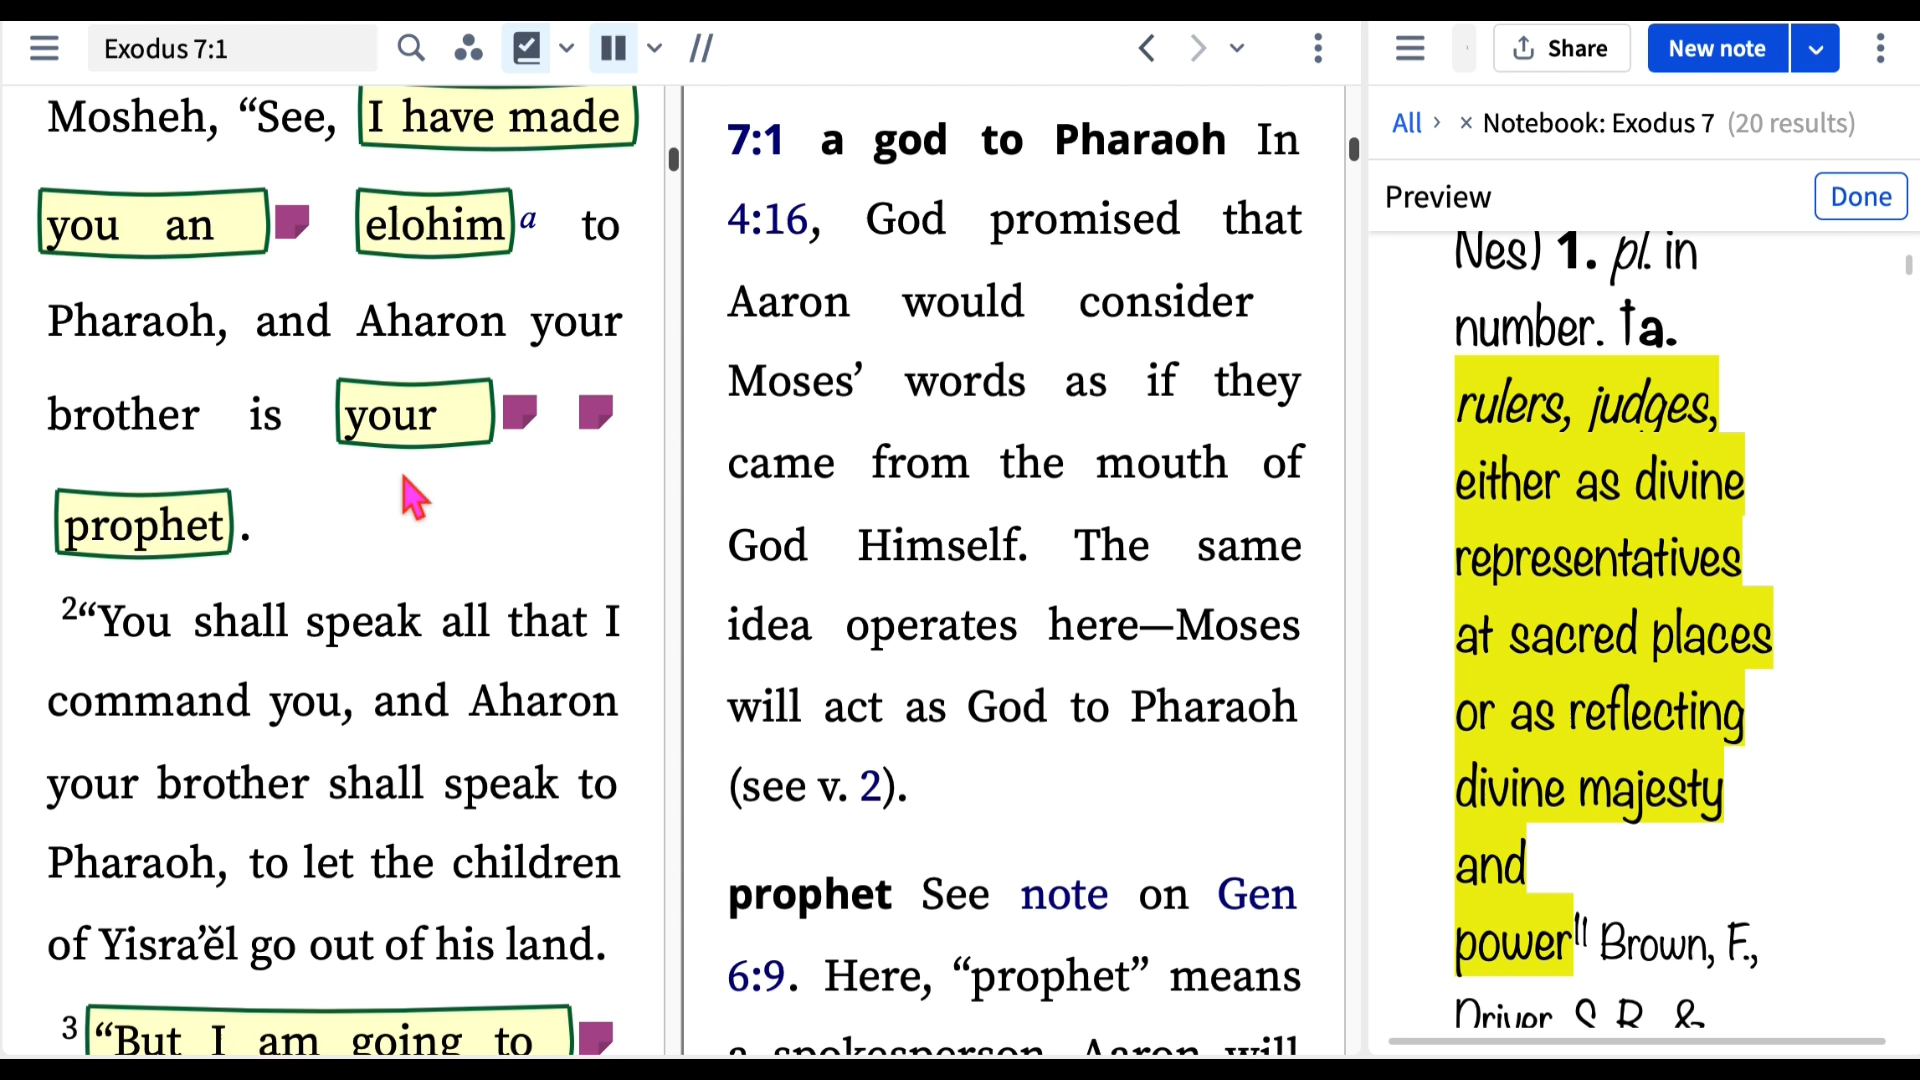 Exodus 7:1
Mosheh, “See, I have made
you an elohim a to
Pharaoh, and Aharon your
brother is your
prophet .
2“You shall speak all that I
command you, and Aharon
your brother shall speak to
Pharaoh, to let the children
of Yisra’ĕl go out of his land.
3 “But I am going to
7:1 a god to Pharaoh In
4:16, God promised that
Aaron would consider
Moses’ words as if they
came from the mouth of
God Himself. The same
idea operates here—Moses
will act as God to Pharaoh
(see v. 2).
prophet See note on Gen
6:9. Here, “prophet” means
a spokesperson. Aaron will
Share
New note
All › × Notebook: Exodus 7 (20 results)
Preview
Done
Nes) 1. pl. in
number. †a.
rulers, judges,
either as divine
representatives
at sacred places
or as reflecting
divine majesty
and
power" Brown, F.,
Driver, S. R., &